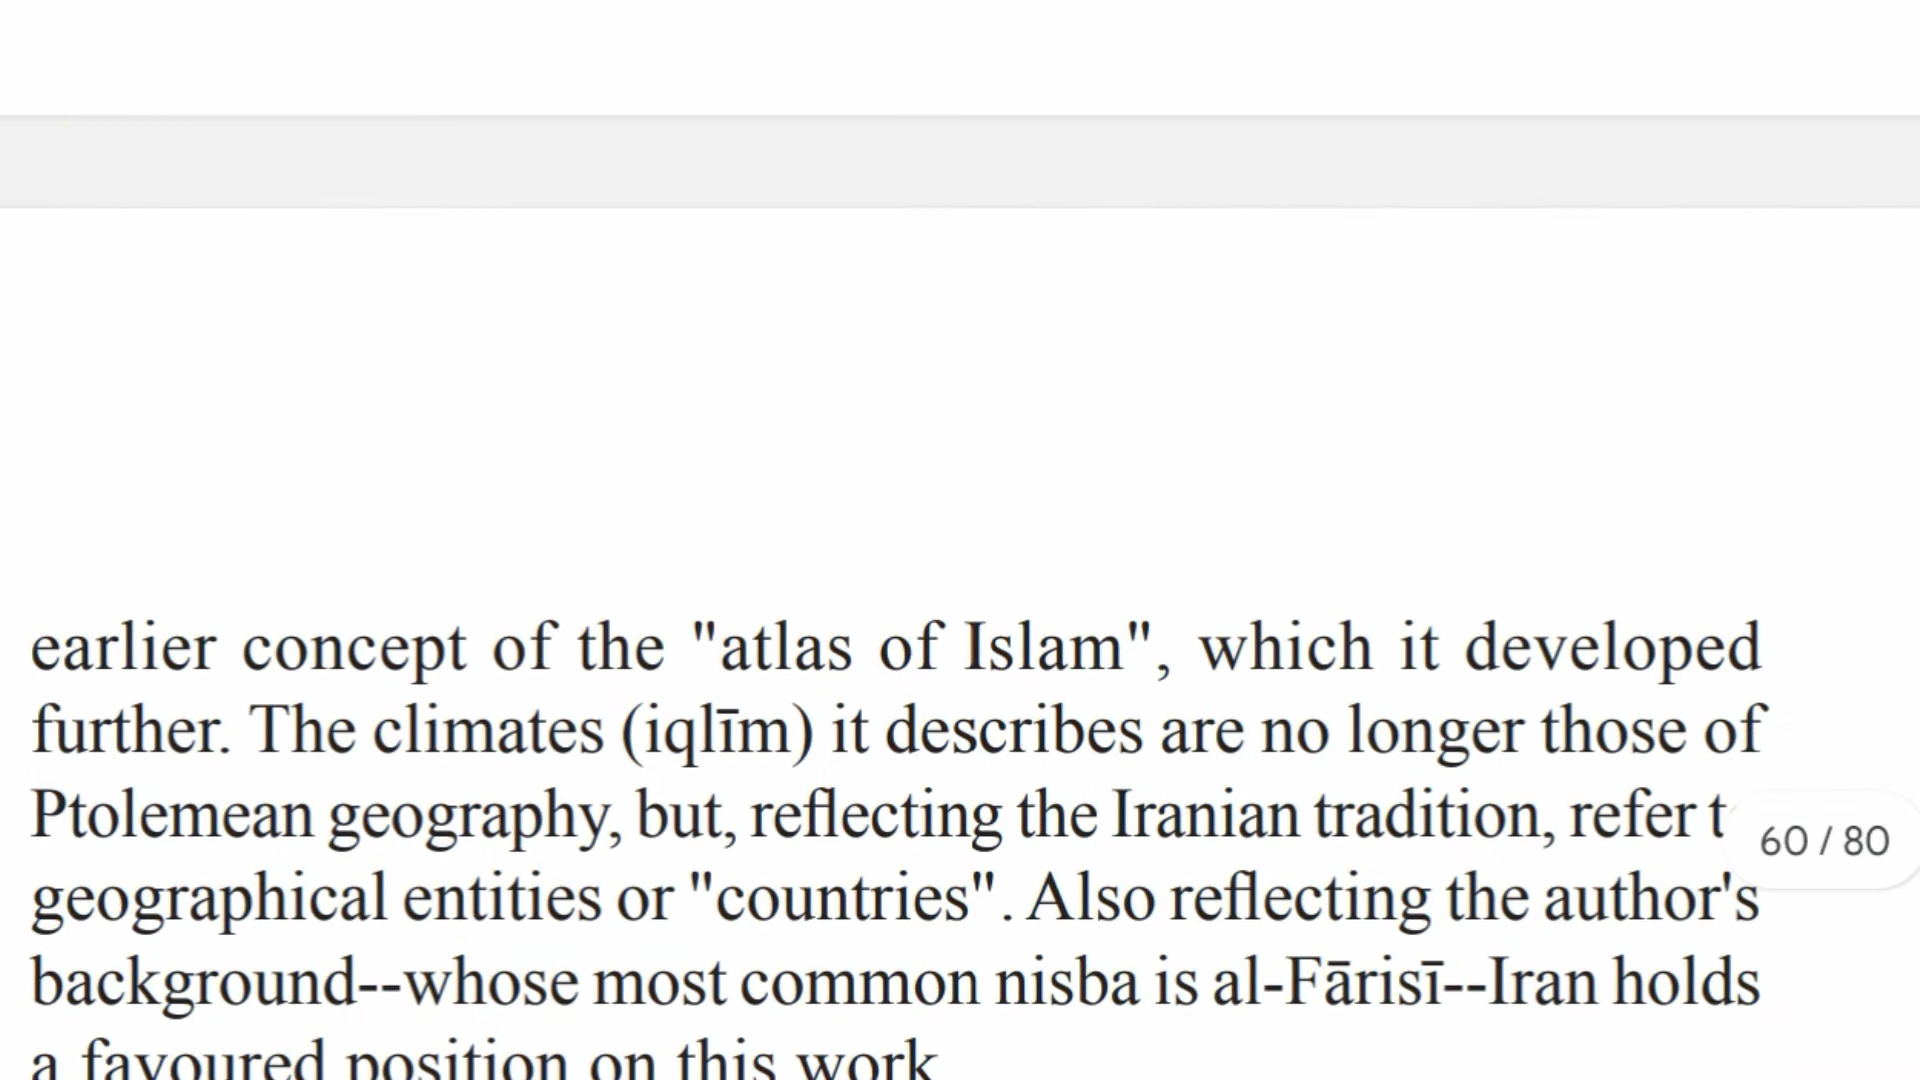 earlier concept of the "atlas of Islam", which it developed
further. The climates (iqlīm) it describes are no longer those of
Ptolemean geography, but, reflecting the Iranian tradition, refer t
60 / 80
geographical entities or "countries". Also reflecting the author's
background--whose most common nisba is al-Fārisī--Iran holds
a favoured position on this work